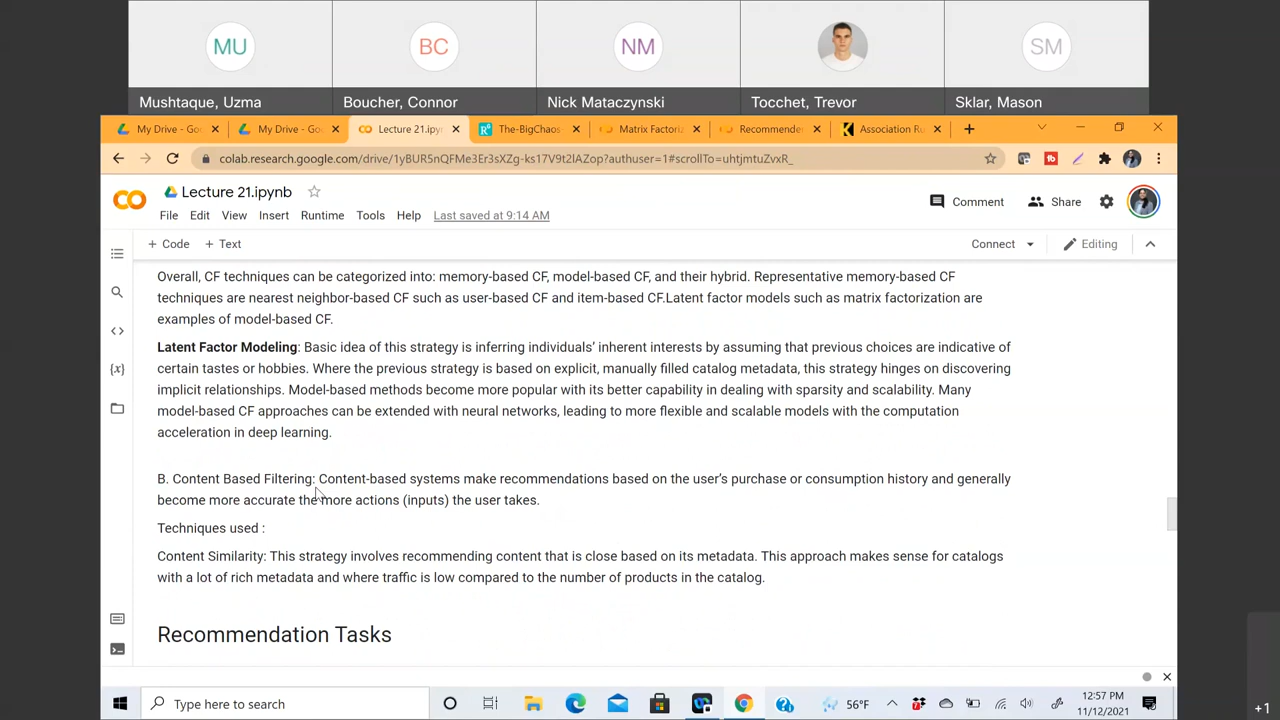 MU
BC
NM
SM
Mushtaque, Uzma
Boucher, Connor
Nick Mataczynski
Tocchet, Trevor
Sklar, Mason
My Drive - Go
My Drive - Go
Lecture 21.ipyn
The-BigChaos
Matrix Factoriz
Recommende
Association Ru
colab.research.google.com/drive/1yBUR5nQFMe3Er3sXZg-ks17V9t2lAZop?authuser=1#scrollTo=uhtjmtuZvxR_
Lecture 21.ipynb
Comment
Share
File Edit View Insert Runtime Tools Help Last saved at 9:14 AM
+ Code + Text
Connect
Editing
Overall, CF techniques can be categorized into: memory-based CF, model-based CF, and their hybrid. Representative memory-based CF
techniques are nearest neighbor-based CF such as user-based CF and item-based CF.Latent factor models such as matrix factorization are
examples of model-based CF.
Latent Factor Modeling: Basic idea of this strategy is inferring individuals’ inherent interests by assuming that previous choices are indicative of
certain tastes or hobbies. Where the previous strategy is based on explicit, manually filled catalog metadata, this strategy hinges on discovering
implicit relationships. Model-based methods become more popular with its better capability in dealing with sparsity and scalability. Many
model-based CF approaches can be extended with neural networks, leading to more flexible and scalable models with the computation
acceleration in deep learning.
B. Content Based Filtering: Content-based systems make recommendations based on the user’s purchase or consumption history and generally
become more accurate the more actions (inputs) the user takes.
Techniques used :
Content Similarity: This strategy involves recommending content that is close based on its metadata. This approach makes sense for catalogs
with a lot of rich metadata and where traffic is low compared to the number of products in the catalog.
Recommendation Tasks
Type here to search
56°F
12:57 PM
11/12/2021
+1